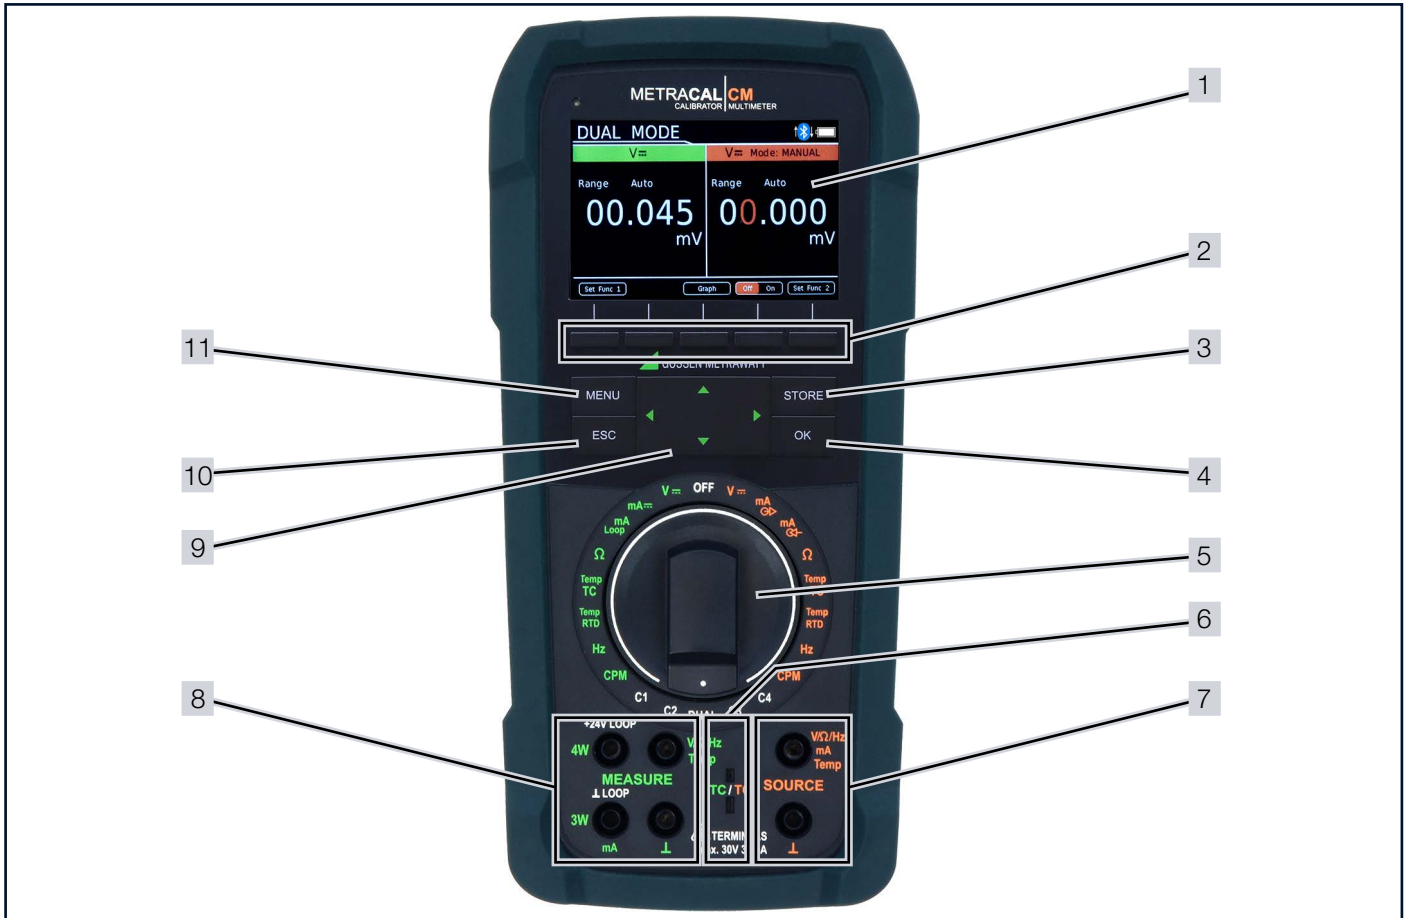 METRACAL CM
CALIBRATOR MULTIMETER
DUAL MODE
V Mode: MANUAL
V
Range Auto
Range Auto
00.045
00.000
mV
mV
Set Func 1
Graph
Off On
Set Func 2
MENU
STORE
ESC
OK
OFF
V
V
mA
mA
mA
Loop
mA
Ω
Ω
Temp
TC
Temp
Temp
RTD
Temp
RTD
Hz
Hz
CPM
CPM
C1
C2
C4
+24V LOOP
4W
Hz
MEASURE
⊥ LOOP
3W
mA
⊥
TC /
V/Ω/Hz
mA
Temp
SOURCE
⊥
30V
1
2
3
4
5
6
7
8
9
10
11